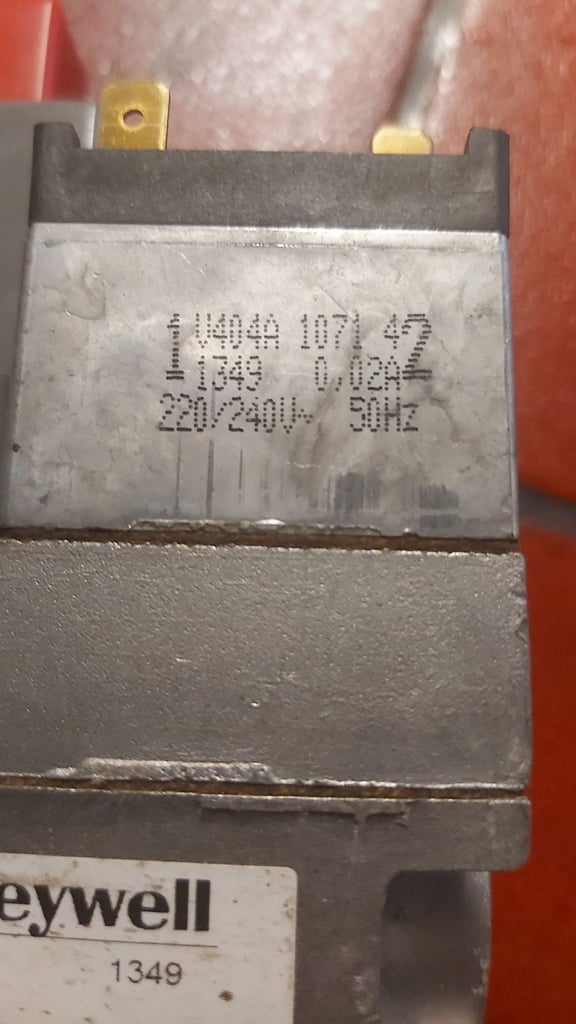 1 V404A 1071 4 2
1349 0,02A
220/240V~ 50Hz
eywell
1349